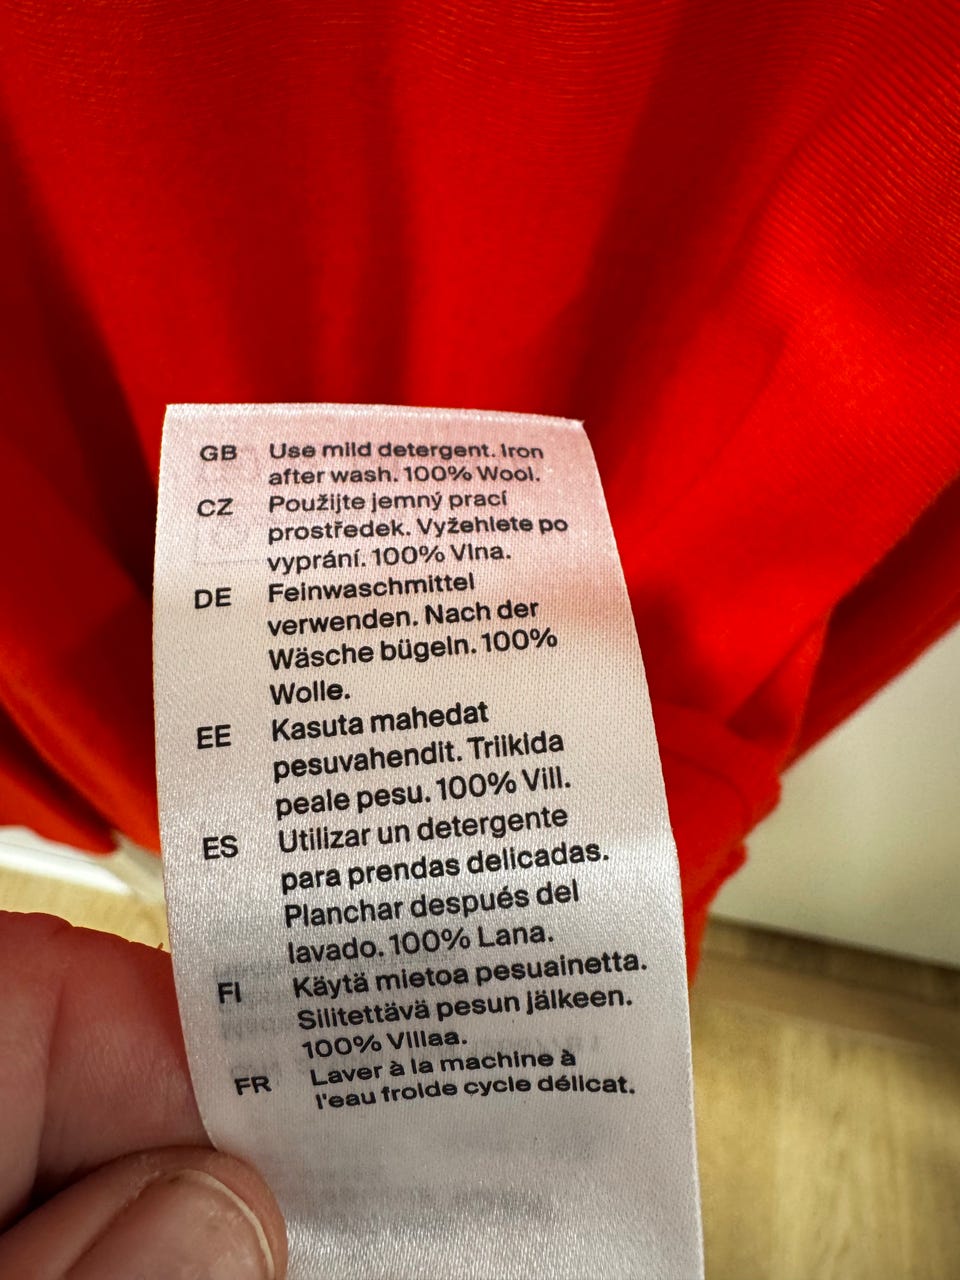 GB Use mild detergent. Iron
after wash. 100% Wool.
CZ Použijte jemný prací
prostředek. Vyžehlete po
vyprání. 100% Vlna.
DE Feinwaschmittel
verwenden. Nach der
Wäsche bügeln. 100%
Wolle.
EE Kasuta mahedat
pesuvahendit. Triikida
peale pesu. 100% Vill.
ES Utilizar un detergente
para prendas delicadas.
Planchar después del
lavado. 100% Lana.
FI Käytä mietoa pesuainetta.
Silitettävä pesun jälkeen.
100% Villaa.
FR Laver à la machine à
l'eau froide cycle délicat.